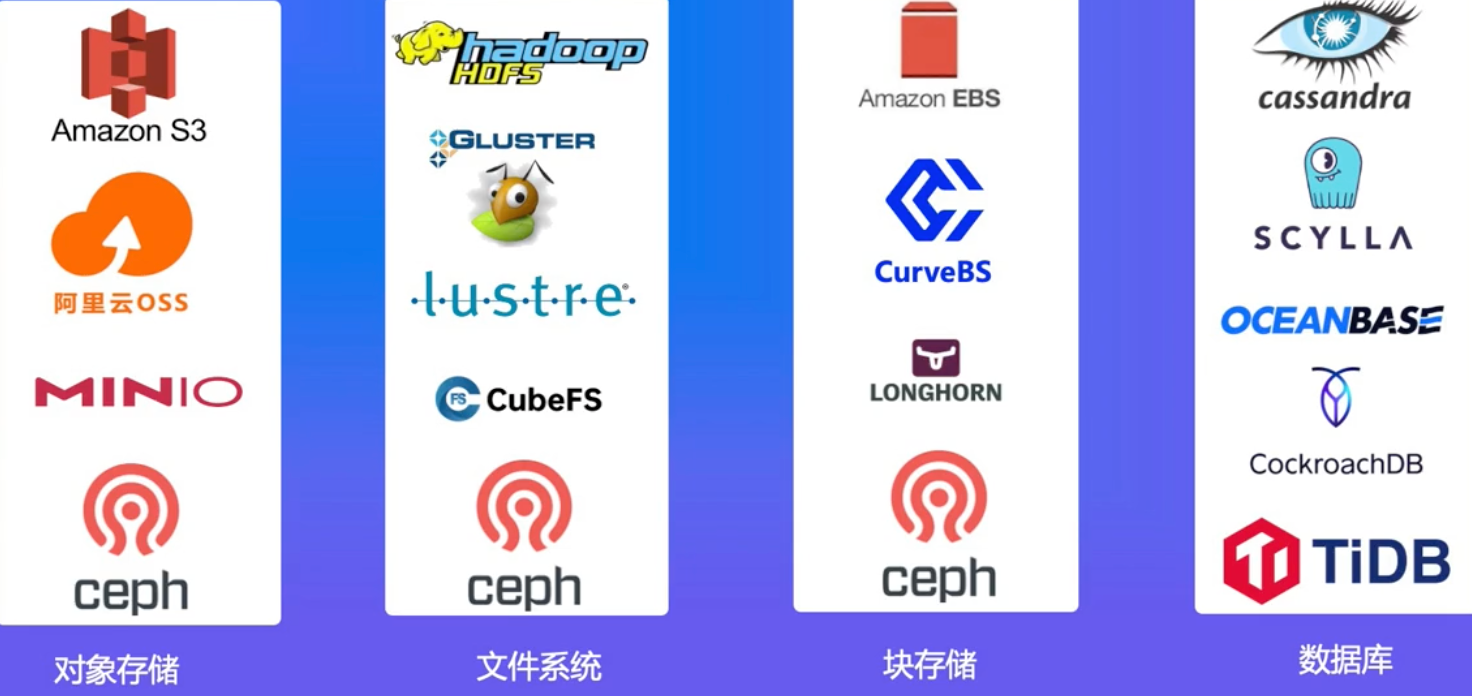 Amazon S3
阿里云OSS
MINIO
ceph
对象存储
hadoop
HDFS
GLUSTER
lustre®
FS
CubeFS
ceph
文件系统
Amazon EBS
CurveBS
LONGHORN
ceph
块存储
cassandra
SCYLLA
OCEANBASE
CockroachDB
Ti
TiDB
数据库